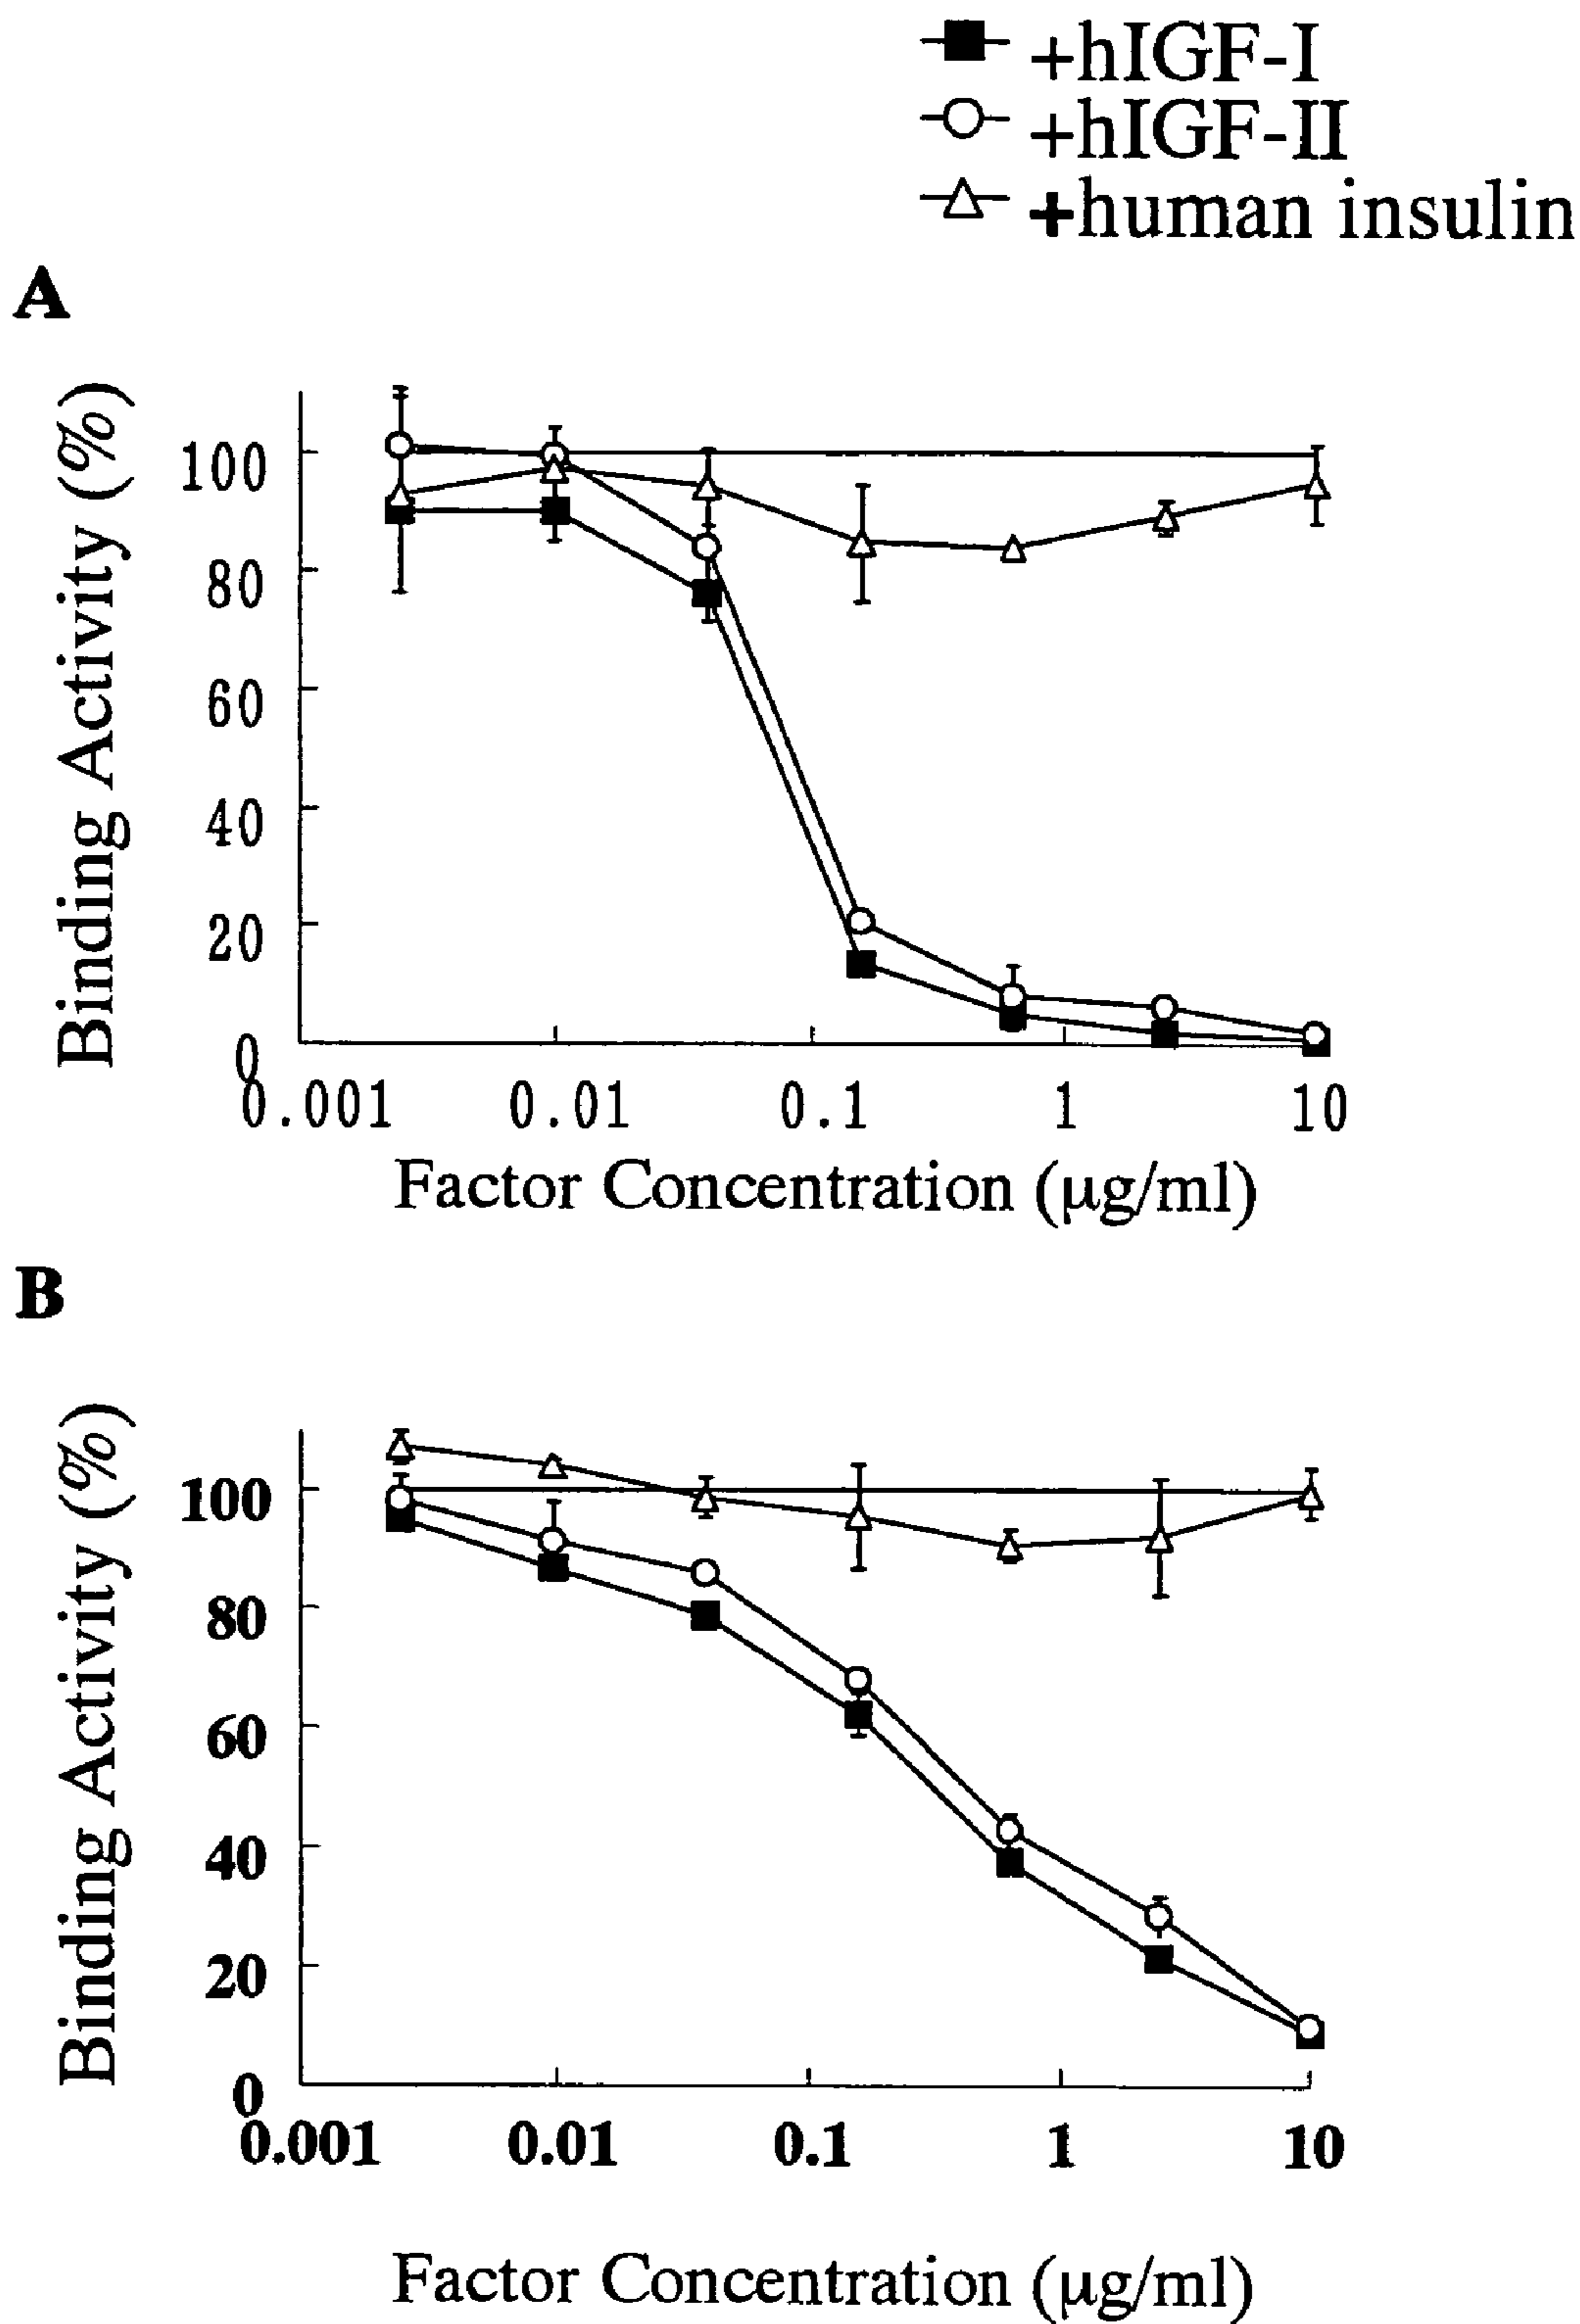 +hIGF-I
+hIGF-II
+human insulin
A
Binding Activity (%)
100
80
60
40
20
0
0.001 0.01 0.1 1 10
Factor Concentration (μg/ml)
B
Binding Activity (%)
100
80
60
40
20
0
0.001 0.01 0.1 1 10
Factor Concentration (μg/ml)